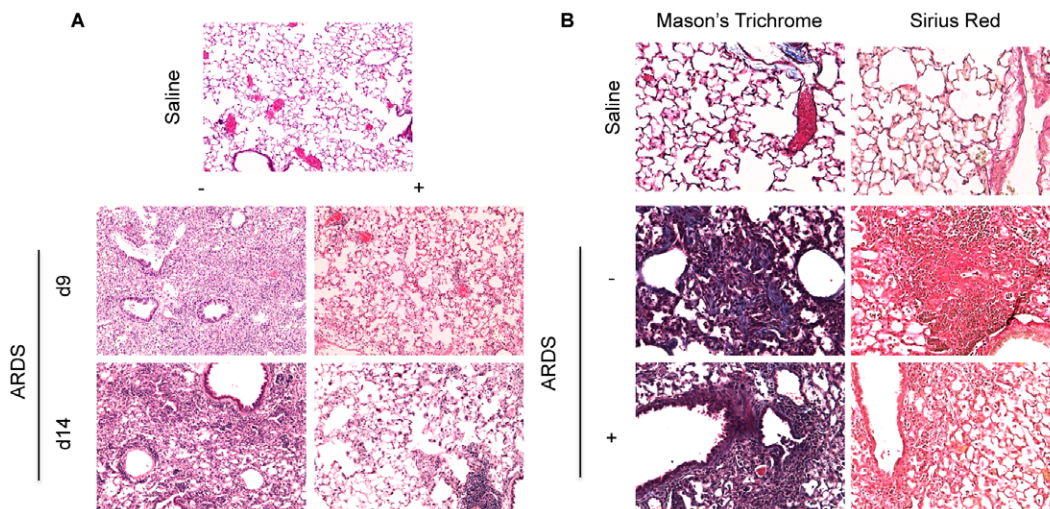 A
Saline
-
+
ARDS
d9
d14
B
Mason's Trichrome
Sirius Red
Saline
ARDS
-
+